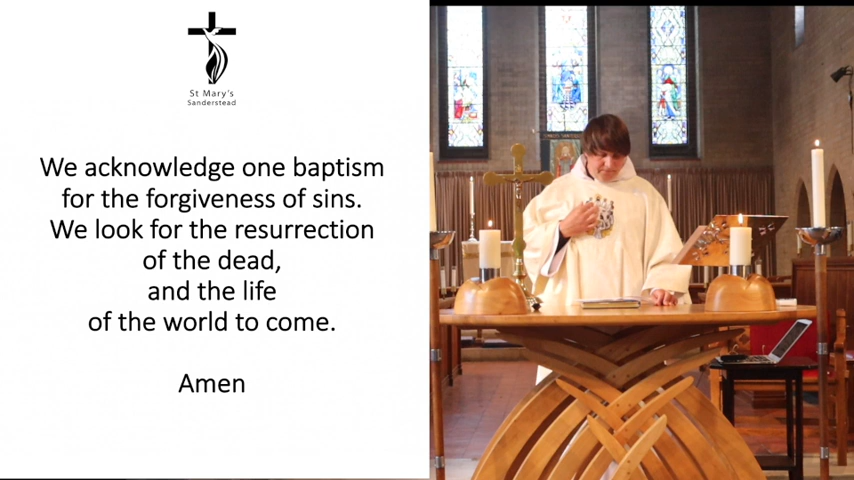 St Mary's
Sanderstead
We acknowledge one baptism
for the forgiveness of sins.
We look for the resurrection
of the dead,
and the life
of the world to come.
Amen